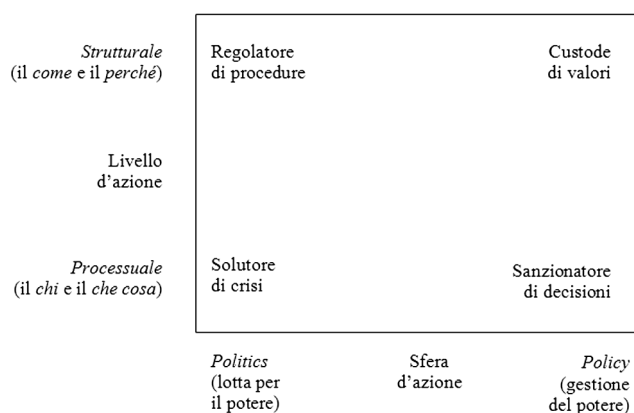 Strutturale
(il come e il perché)
Regolatore
di procedure
Custode
di valori
Livello
d'azione
Processuale
(il chi e il che cosa)
Solutore
di crisi
Sanzionatore
di decisioni
Politics
(lotta per
il potere)
Sfera
d'azione
Policy
(gestione
del potere)